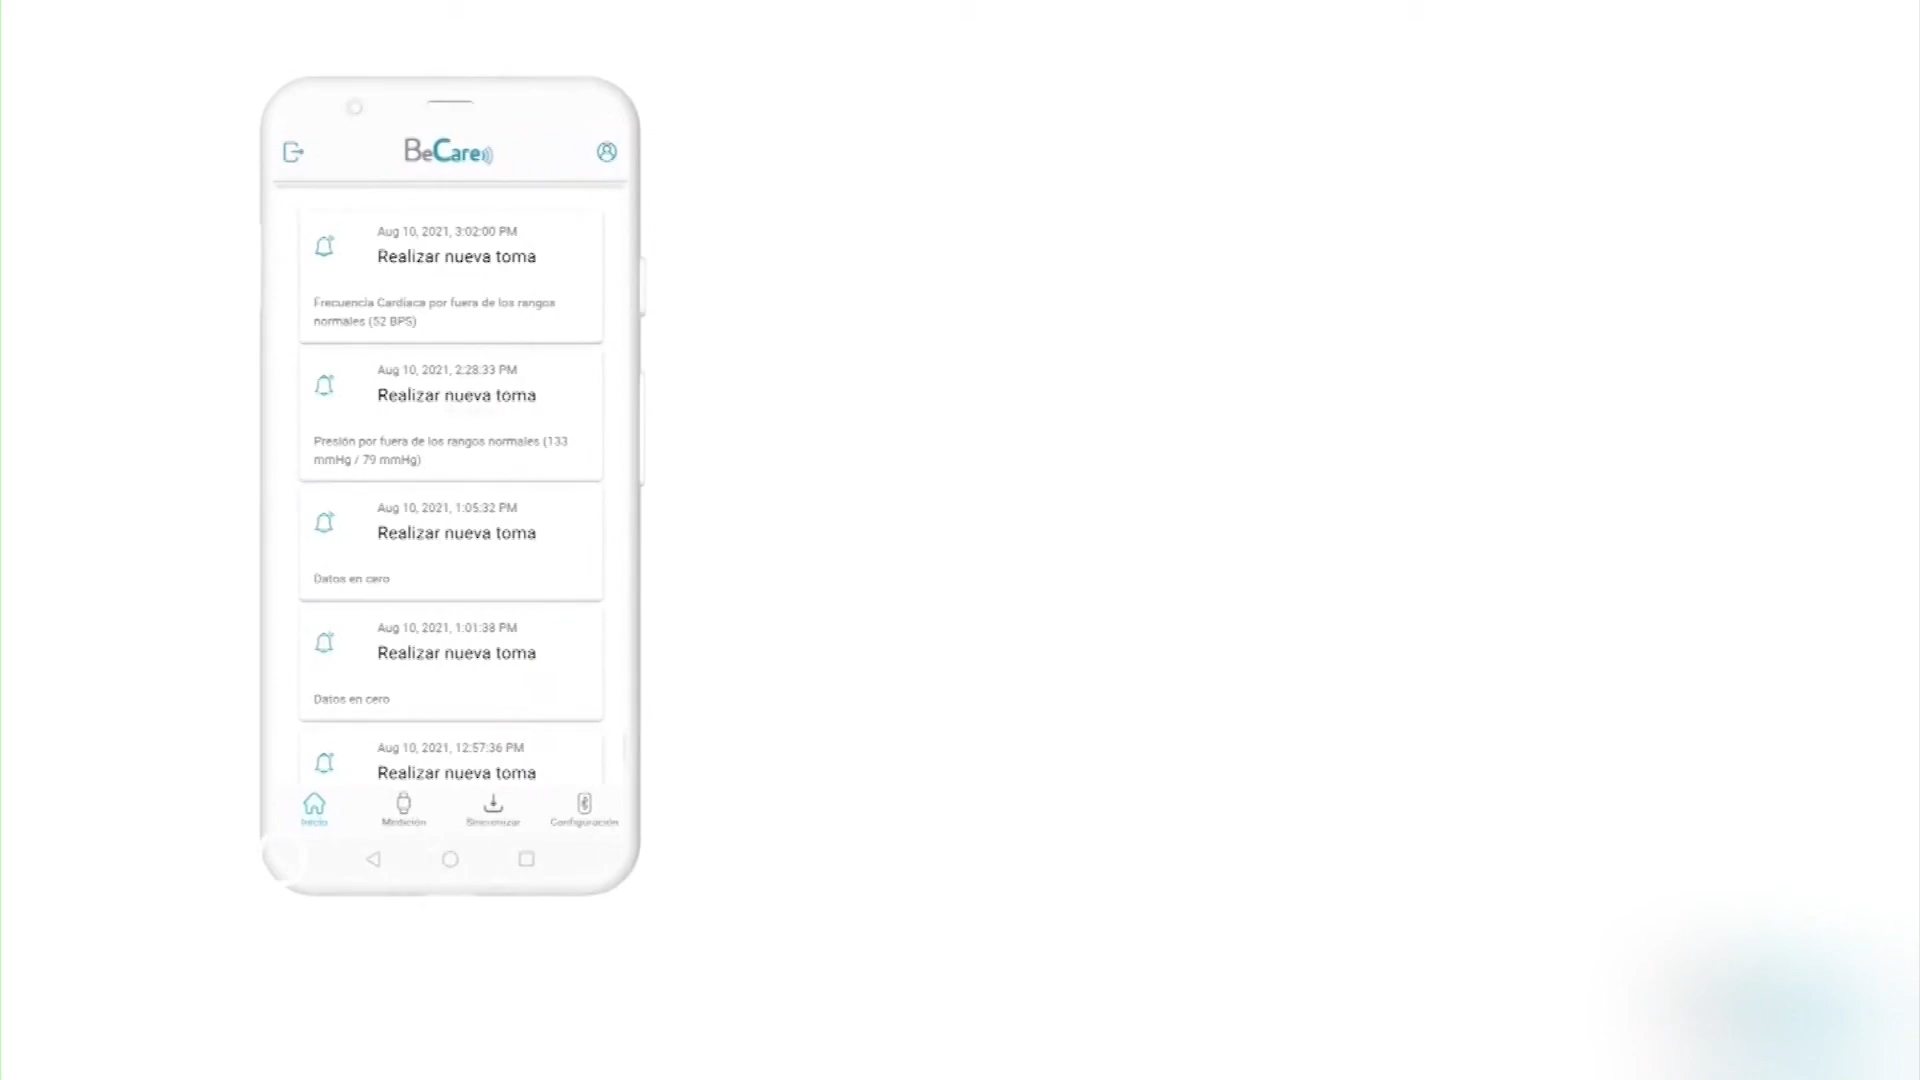 BeCare
Aug 10, 2021, 3:02:00 PM
Realizar nueva toma
Frecuencia Cardiaca por fuera de los rangos
normales (52 BPS)
Aug 10, 2021, 2:28:33 PM
Realizar nueva toma
Presión por fuera de los rangos normales (133
mmHg / 79 mmHg)
Aug 10, 2021, 1:05:32 PM
Realizar nueva toma
Datos en cero
Aug 10, 2021, 1:01:38 PM
Realizar nueva toma
Datos en cero
Aug 10, 2021, 12:57:36 PM
Realizar nueva toma
Inicio Medición Sincronizar Configuración